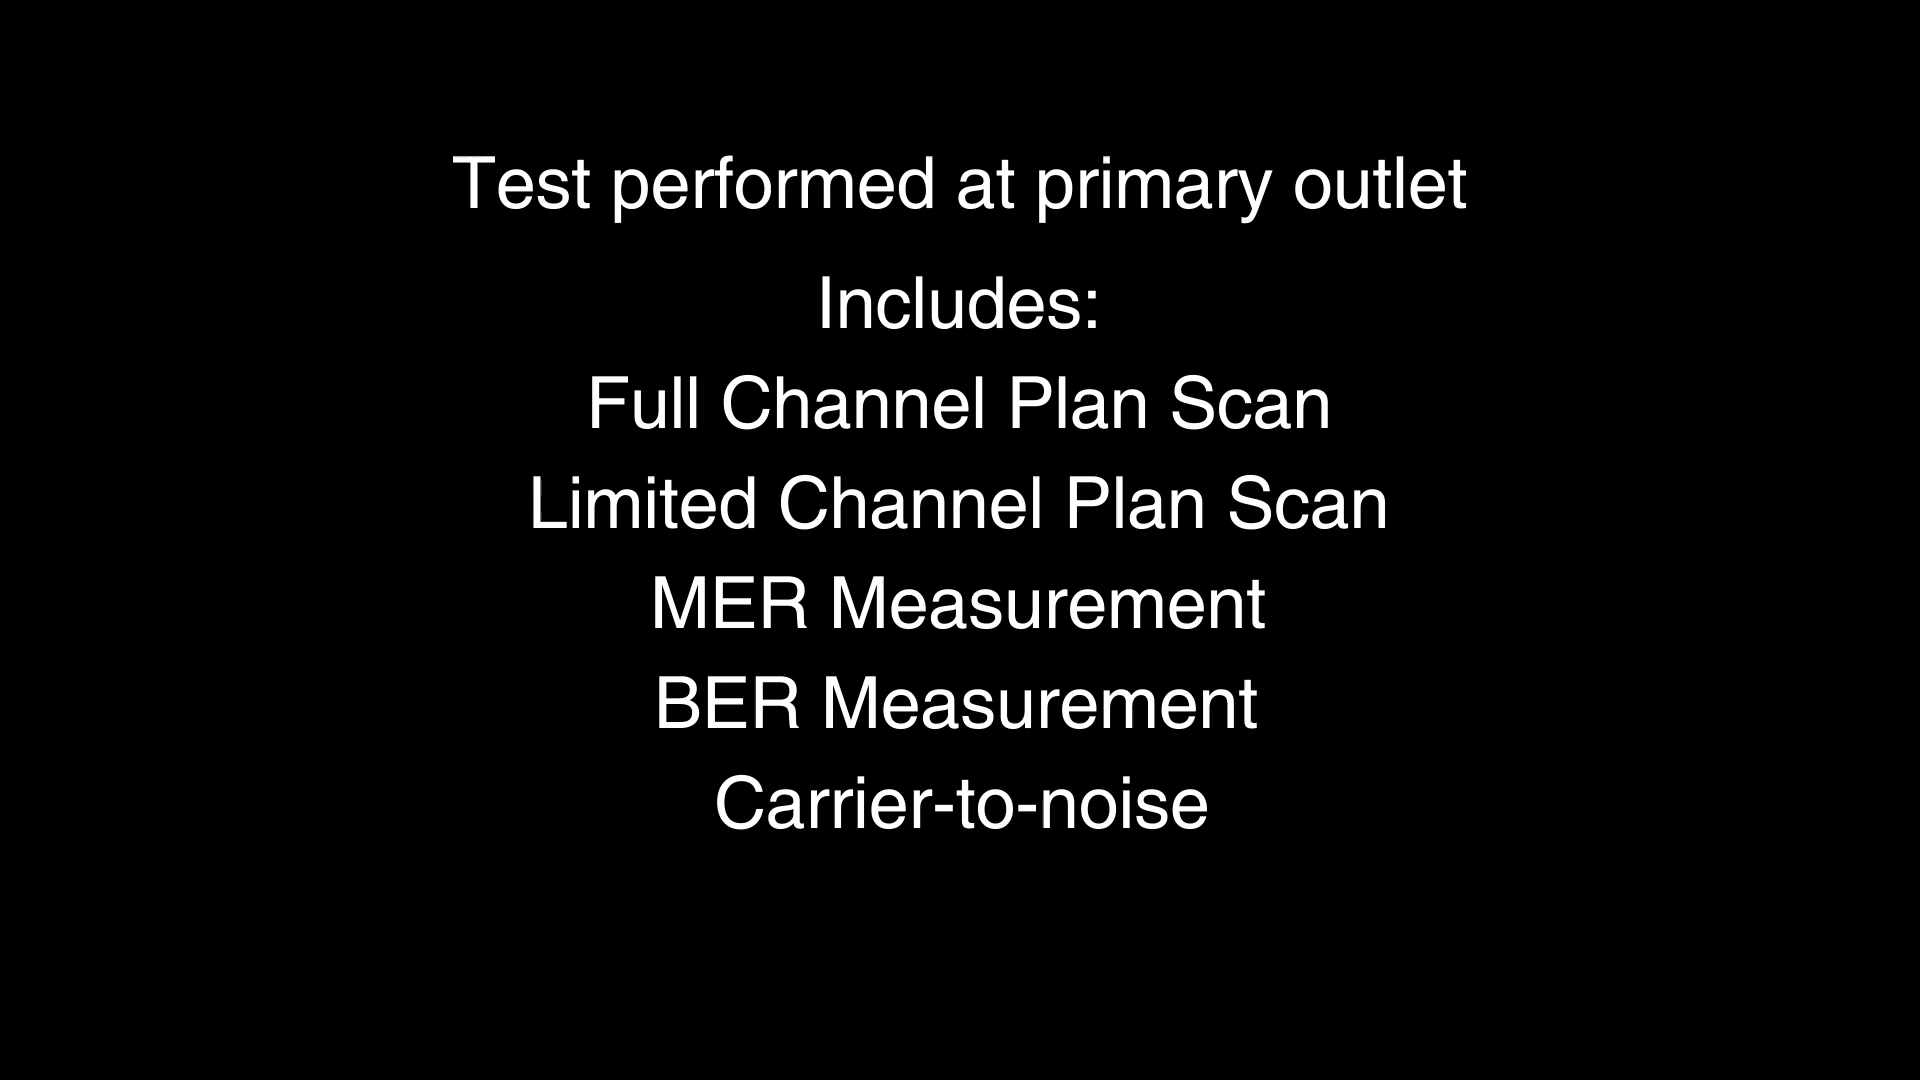 Test performed at primary outlet
Includes:
Full Channel Plan Scan
Limited Channel Plan Scan
MER Measurement
BER Measurement
Carrier-to-noise